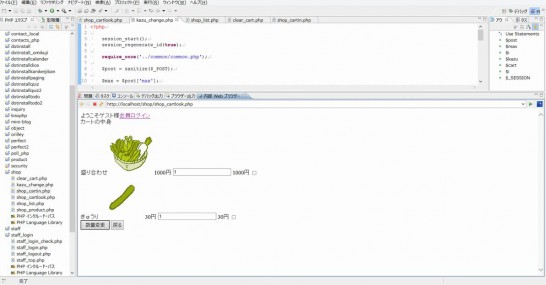 ファイル(F) 編集(E) リファクタリング ナビゲート(N) 検索(A) プロジェクト(P) 実行(R) ウィンドウ(W) ヘルプ(H)
PHP エクスプ
shop_cartlook.php
kazu_change.php
shop_list.php
clear_cart.php
shop_cartin.php
contact_local
contacts_php
dotinstall
dotinstall_omikuji
dotinstallcalender
dotinstalldice
dotinstallkandenjiban
dotinstallpaging
dotinstallquiz
dotinstallquiz2
dotinstalltodo
dotinstalltodo2
inquiry
kisophp
mini-blog
object
orilley
perfect
perfect2
poll_php
product
security
shop
clear_cart.php
kazu_change.php
shop_cartin.php
shop_cartlook.php
shop_list.php
shop_product.php
PHP インクルード・パス
PHP Language Library
staff
staff_login
staff_login_check.php
staff_login.php
staff_logout.php
staff_top.php
PHP インクルード・パス
PHP Language Library
<?php
session_start();
session_regenerate_id(true);
require_once('../common/common.php');
$post = sanitize($_POST);
$max = $post['max'];
Use Statements
$post
$max
$i
$kazu
$cart
$i
$_SESSION
問題 タスク コンソール デバッグ出力 ブラウザー出力 内部 Web ブラウザー
http://localhost/shop/shop_cartlook.php
ようこそゲスト様会員ログイン
カートの中身
盛り合わせ 1000円 1 1000円
きゅうり 30円 1 30円
数量変更 戻る
完了